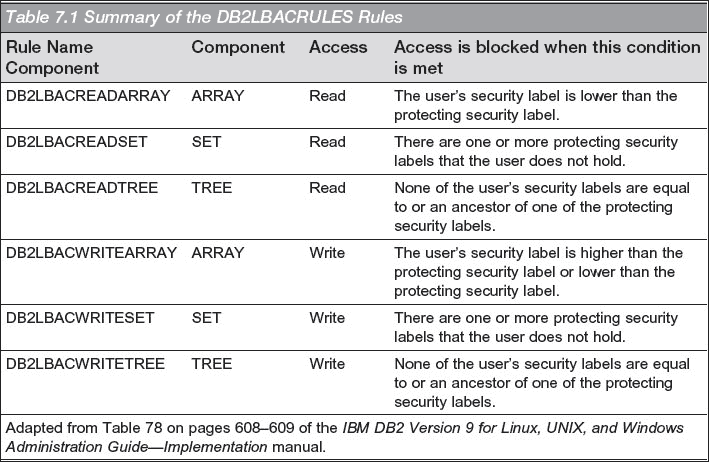 Table 7.1 Summary of the DB2LBACRULES Rules
Rule Name Component Access Access is blocked when this condition
Component is met
DB2LBACREADARRAY ARRAY Read The user's security label is lower than the
protecting security label.
DB2LBACREADSET SET Read There are one or more protecting security
labels that the user does not hold.
DB2LBACREADTREE TREE Read None of the user's security labels are equal
to or an ancestor of one of the protecting
security labels.
DB2LBACWRITEARRAY ARRAY Write The user's security label is higher than the
protecting security label or lower than the
protecting security label.
DB2LBACWRITESET SET Write There are one or more protecting security
labels that the user does not hold.
DB2LBACWRITETREE TREE Write None of the user's security labels are equal
to or an ancestor of one of the protecting
security labels.
Adapted from Table 78 on pages 608–609 of the IBM DB2 Version 9 for Linux, UNIX, and Windows
Administration Guide—Implementation manual.